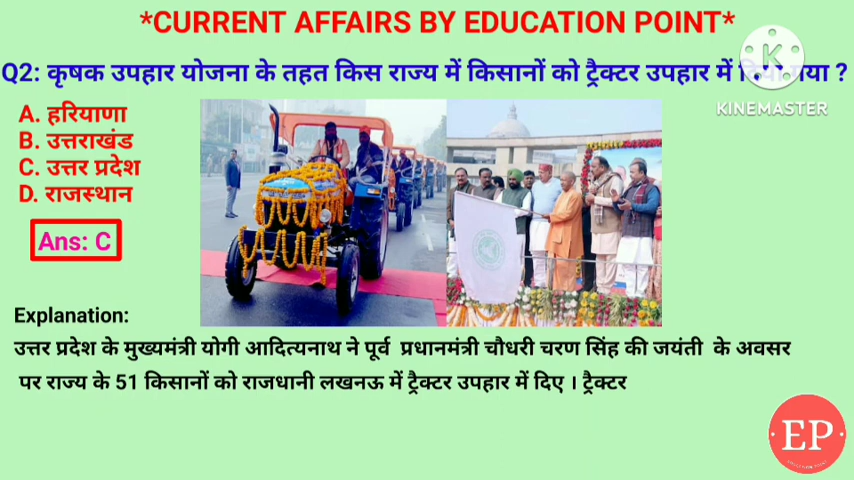 *CURRENT AFFAIRS BY EDUCATION POINT*
Q2: कृषक उपहार योजना के तहत किस राज्य में किसानों को ट्रैक्टर उपहार में गया ?
KINEMASTER
A. हरियाणा
B. उत्तराखंड
C. उत्तर प्रदेश
D. राजस्थान
Ans: C
Explanation:
उत्तर प्रदेश के मुख्यमंत्री योगी आदित्यनाथ ने पूर्व प्रधानमंत्री चौधरी चरण सिंह की जयंती के अवसर
पर राज्य के 51 किसानों को राजधानी लखनऊ में ट्रैक्टर उपहार में दिए । ट्रैक्टर
EP